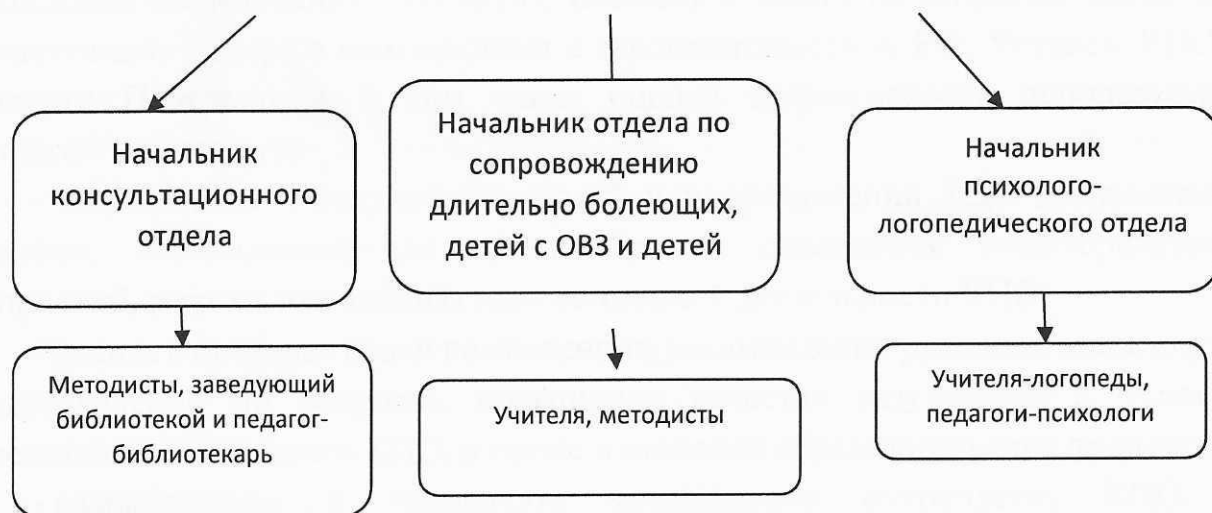 Начальник
консультационного
отдела
Начальник отдела по
сопровождению
длительно болеющих,
детей с ОВЗ и детей
Начальник
психолого-
логопедического отдела
Методисты, заведующий
библиотекой и педагог-
библиотекарь
Учителя, методисты
Учителя-логопеды,
педагоги-психологи